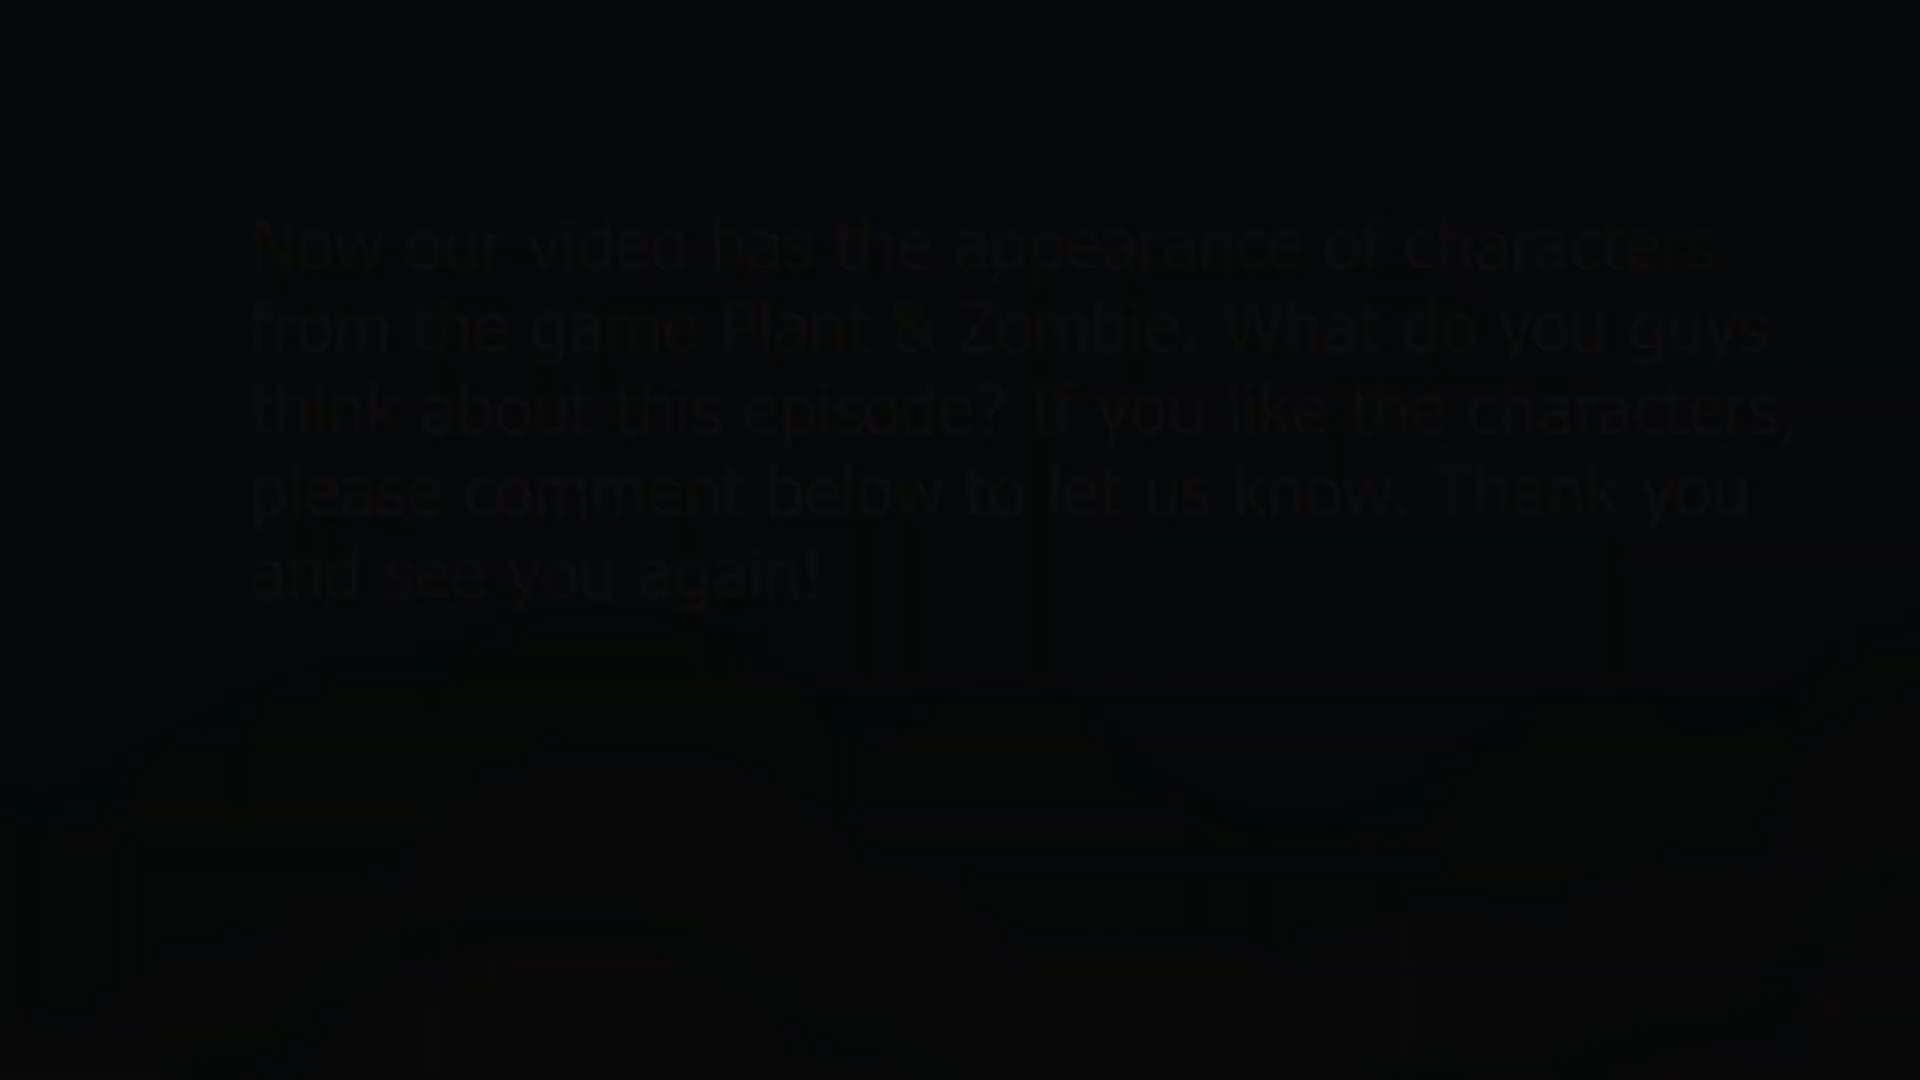 Now our video has the appearance of characters
from the game Plant & Zombie. What do you guys
think about this episode? If you like the characters,
please comment below to let us know. Thank you
and see you again!